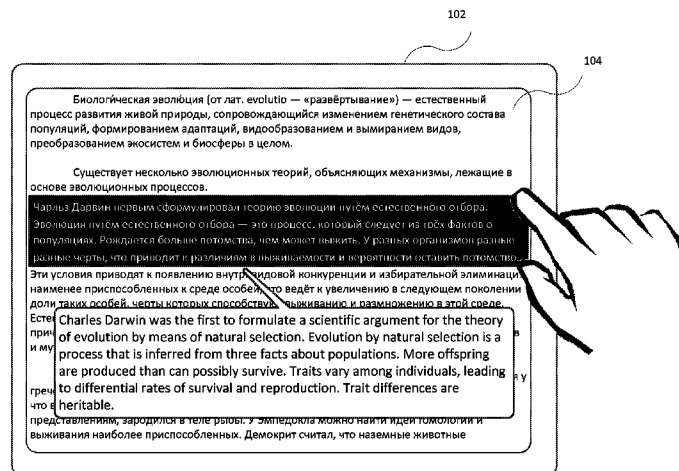 102
104
Биологи́ческая эволю́ция (от лат. evolutio — «развёртывание») — естественный
процесс развития живой природы, сопровождающийся изменением генетического состава
популяций, формированием адаптаций, видообразованием и вымиранием видов,
преобразованием экосистем и биосферы в целом.
Существует несколько эволюционных теорий, объясняющих механизмы, лежащие в
основе эволюционных процессов.
Чарльз Дарвин первым сформулировал теорию эволюции путём естественного отбора.
Эволюция путём естественного отбора — это процесс, который следует из трёх фактов о
популяциях. Рождается больше потомства, чем может выжить. У разных организмов разные
разные черты, что приводит к различиям в выживаемости и вероятности оставить потомство.
Эти условия приводят к появлению внутривидовой конкуренции и избирательной элиминаци
наименее приспособленных к среде особей, что ведёт к увеличению в следующем поколении
доли таких особей, черты которых способствую выживанию и размножению в этой среде.
Charles Darwin was the first to formulate a scientific argument for the theory
of evolution by means of natural selection. Evolution by natural selection is a
process that is inferred from three facts about populations. More offspring
are produced than can possibly survive. Traits vary among individuals, leading
to differential rates of survival and reproduction. Trait differences are
heritable.
представлениям, зародился в теле рыбы. У Эмпедокла можно найти идеи гомологии и
выживания наиболее приспособленных. Демокрит считал, что наземные животные